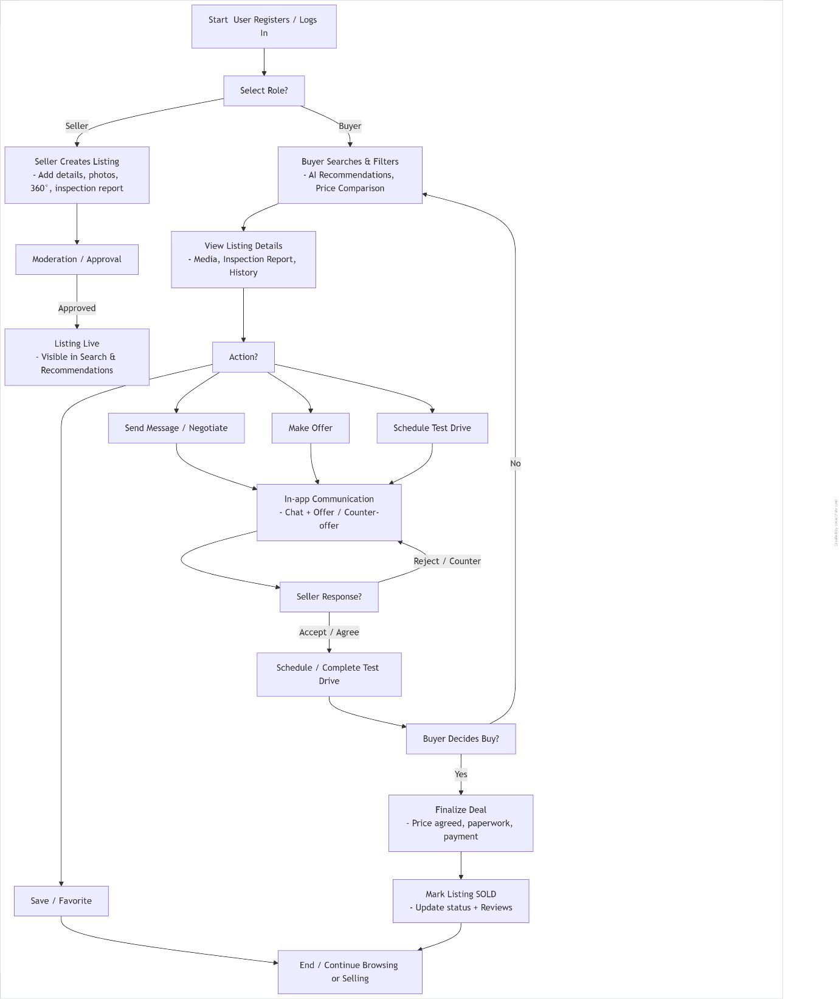 Start  User Registers / Logs
In
Select Role?
Seller
Buyer
Seller Creates Listing
- Add details, photos,
360°, inspection report
Buyer Searches & Filters
- AI Recommendations,
Price Comparison
View Listing Details
- Media, Inspection Report,
History
Moderation / Approval
Approved
Listing Live
- Visible in Search &
Recommendations
Action?
Send Message / Negotiate
Make Offer
Schedule Test Drive
No
In-app Communication
- Chat + Offer / Counter-
offer
Reject / Counter
Seller Response?
Accept / Agree
Schedule / Complete Test
Drive
Buyer Decides Buy?
Yes
Finalize Deal
- Price agreed, paperwork,
payment
Save / Favorite
Mark Listing SOLD
- Update status + Reviews
End / Continue Browsing
or Selling
Created by